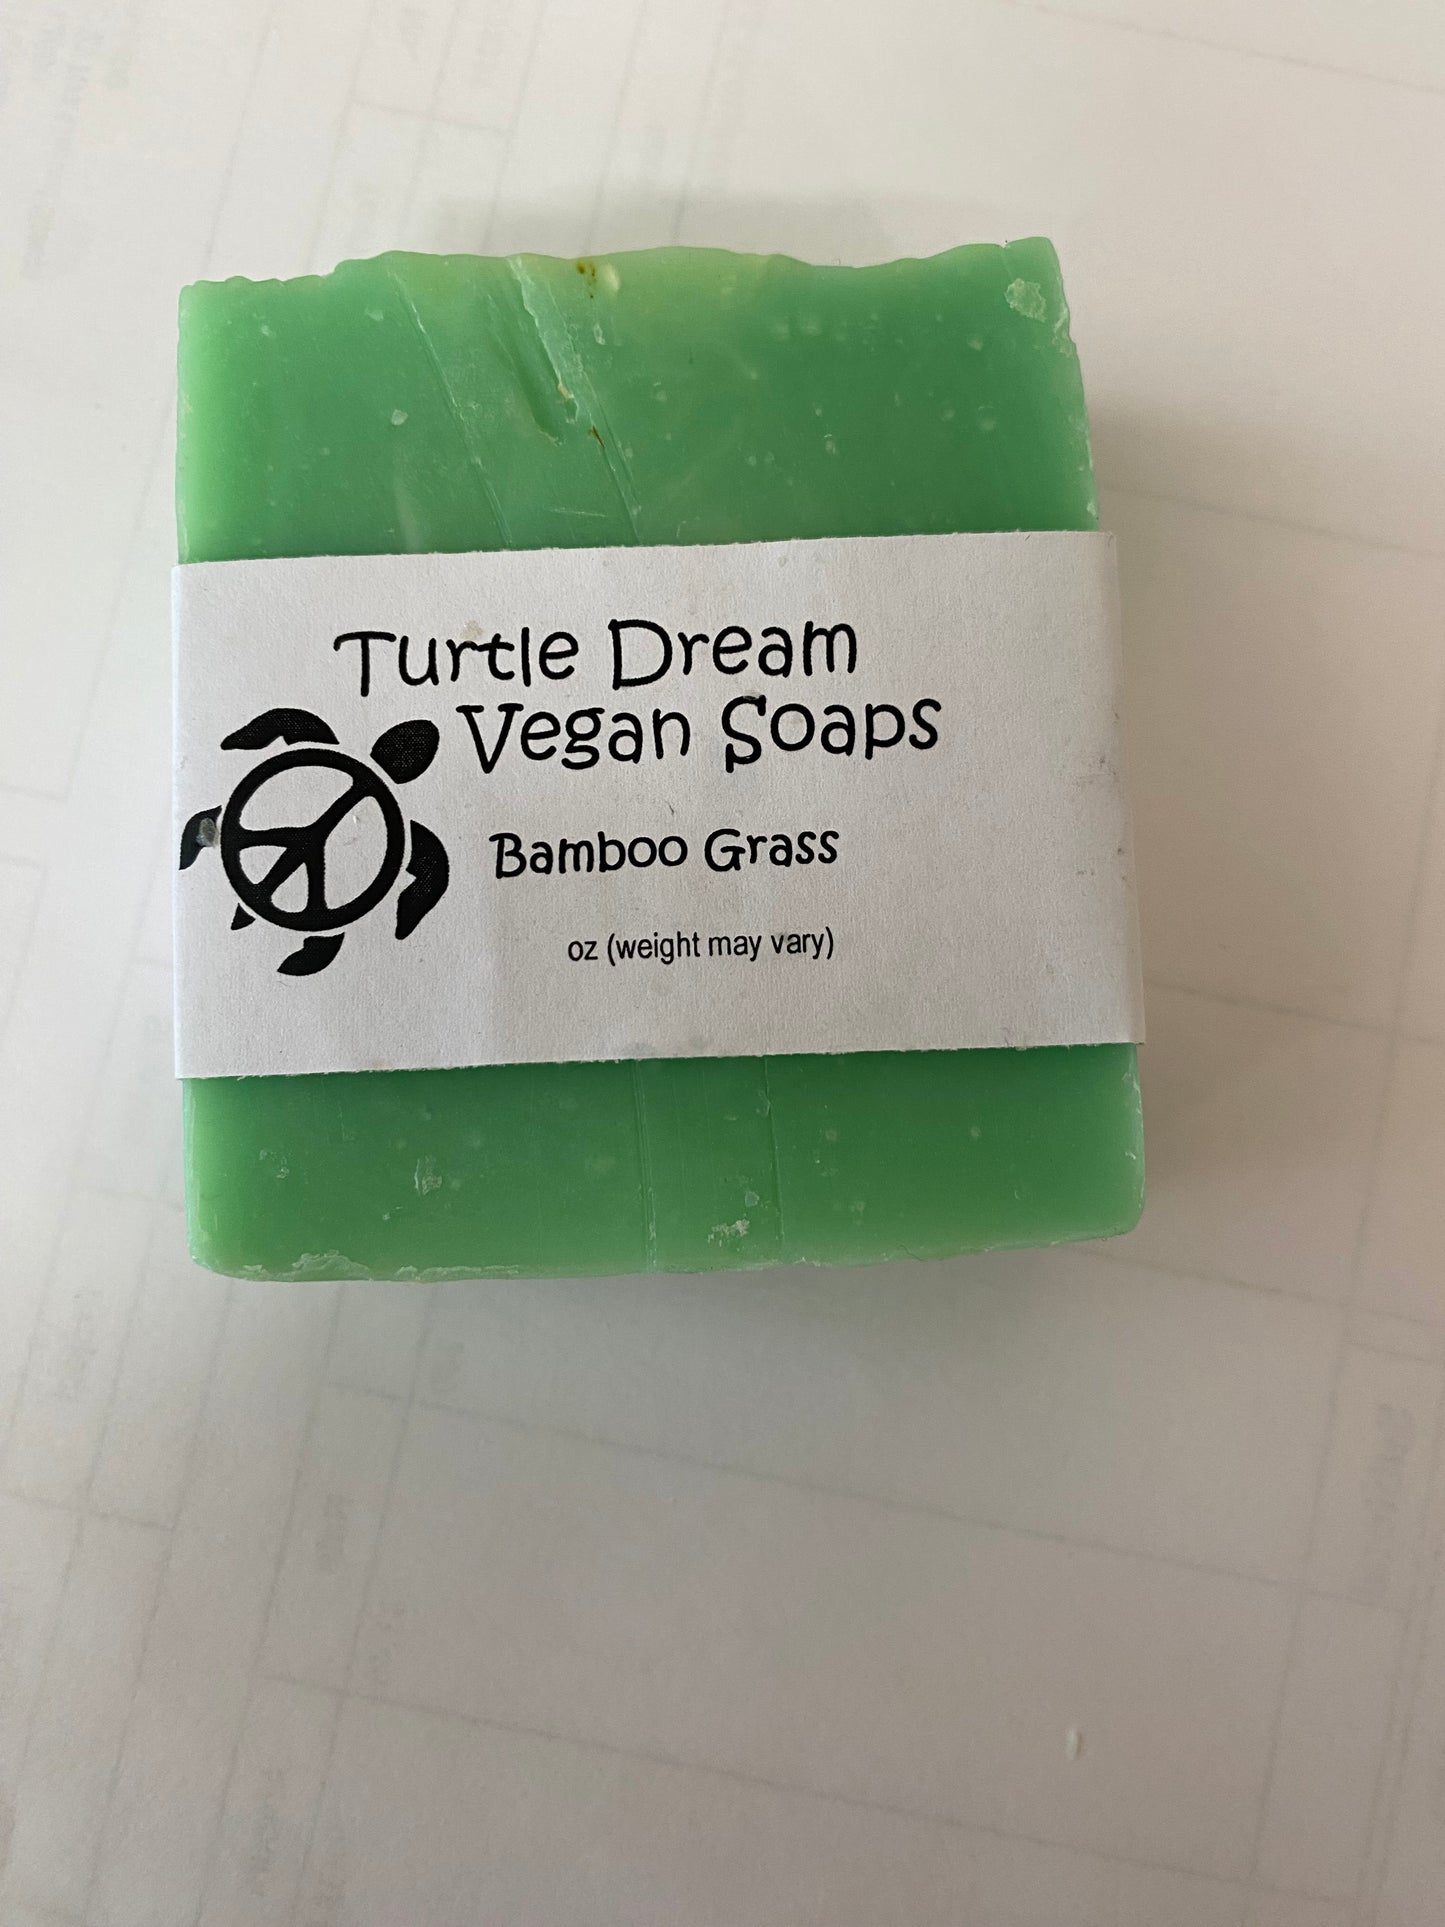 Turtle Dream
Vegan Soaps
Bamboo Grass
oz (weight may vary)